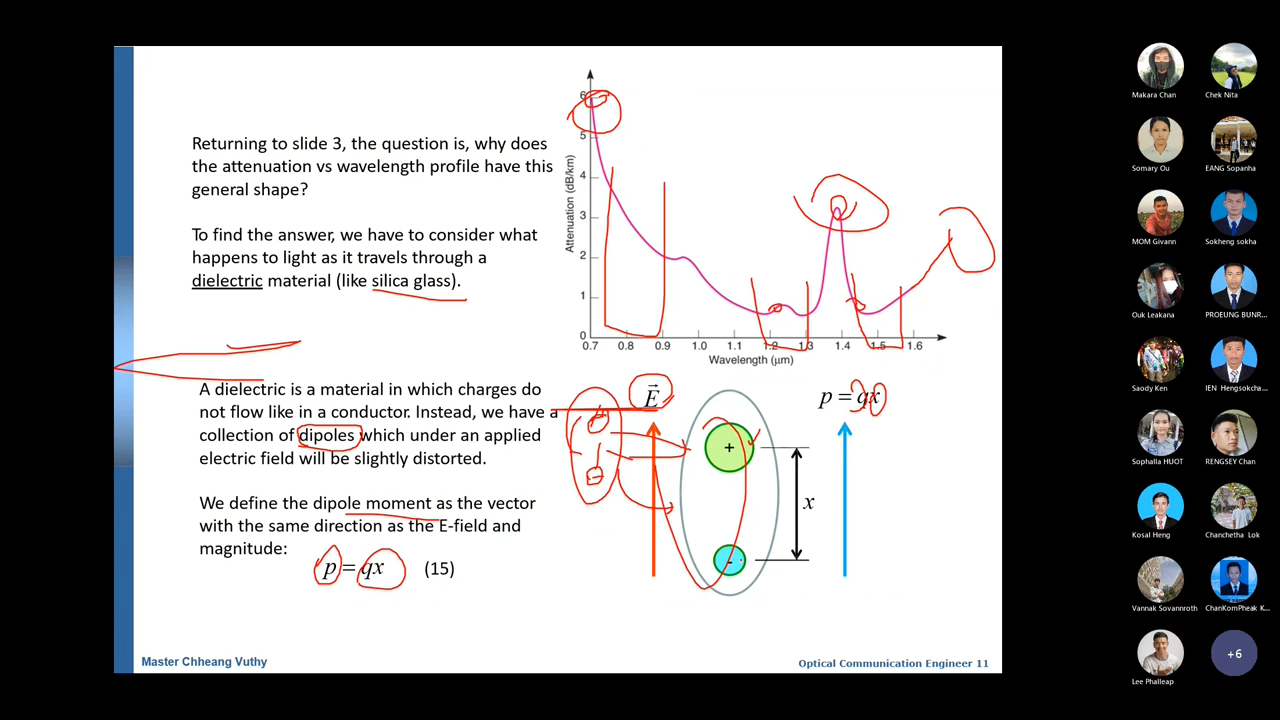 Returning to slide 3, the question is, why does
the attenuation vs wavelength profile have this
general shape?
To find the answer, we have to consider what
happens to light as it travels through a
dielectric material (like silica glass).
A dielectric is a material in which charges do
not flow like in a conductor. Instead, we have a
collection of dipoles which under an applied
electric field will be slightly distorted.
We define the dipole moment as the vector
with the same direction as the E-field and
magnitude:
p = qx (15)
Attenuation (dB/km)
6
5
4
3
2
1
0
0.7 0.8 0.9 1.0 1.1 1.2 1.3 1.4 1.5 1.6
Wavelength (μm)
E
p = qx
+
x
-
Master Chheang Vuthy
Optical Communication Engineer 11
Makara Chan
Chek Nita
Somary Ou
EANG Sopanha
MOM Givann
Sokheng sokha
Ouk Leakana
PROEUNG BUNR...
Saody Ken
IEN Hengsokcha...
Sophalla HUOT
RENGSEY Chan
Kosal Heng
Chanchetha Lok
Vannak Sovannroth
ChanKomPheak K...
Lee Phalleap
+6